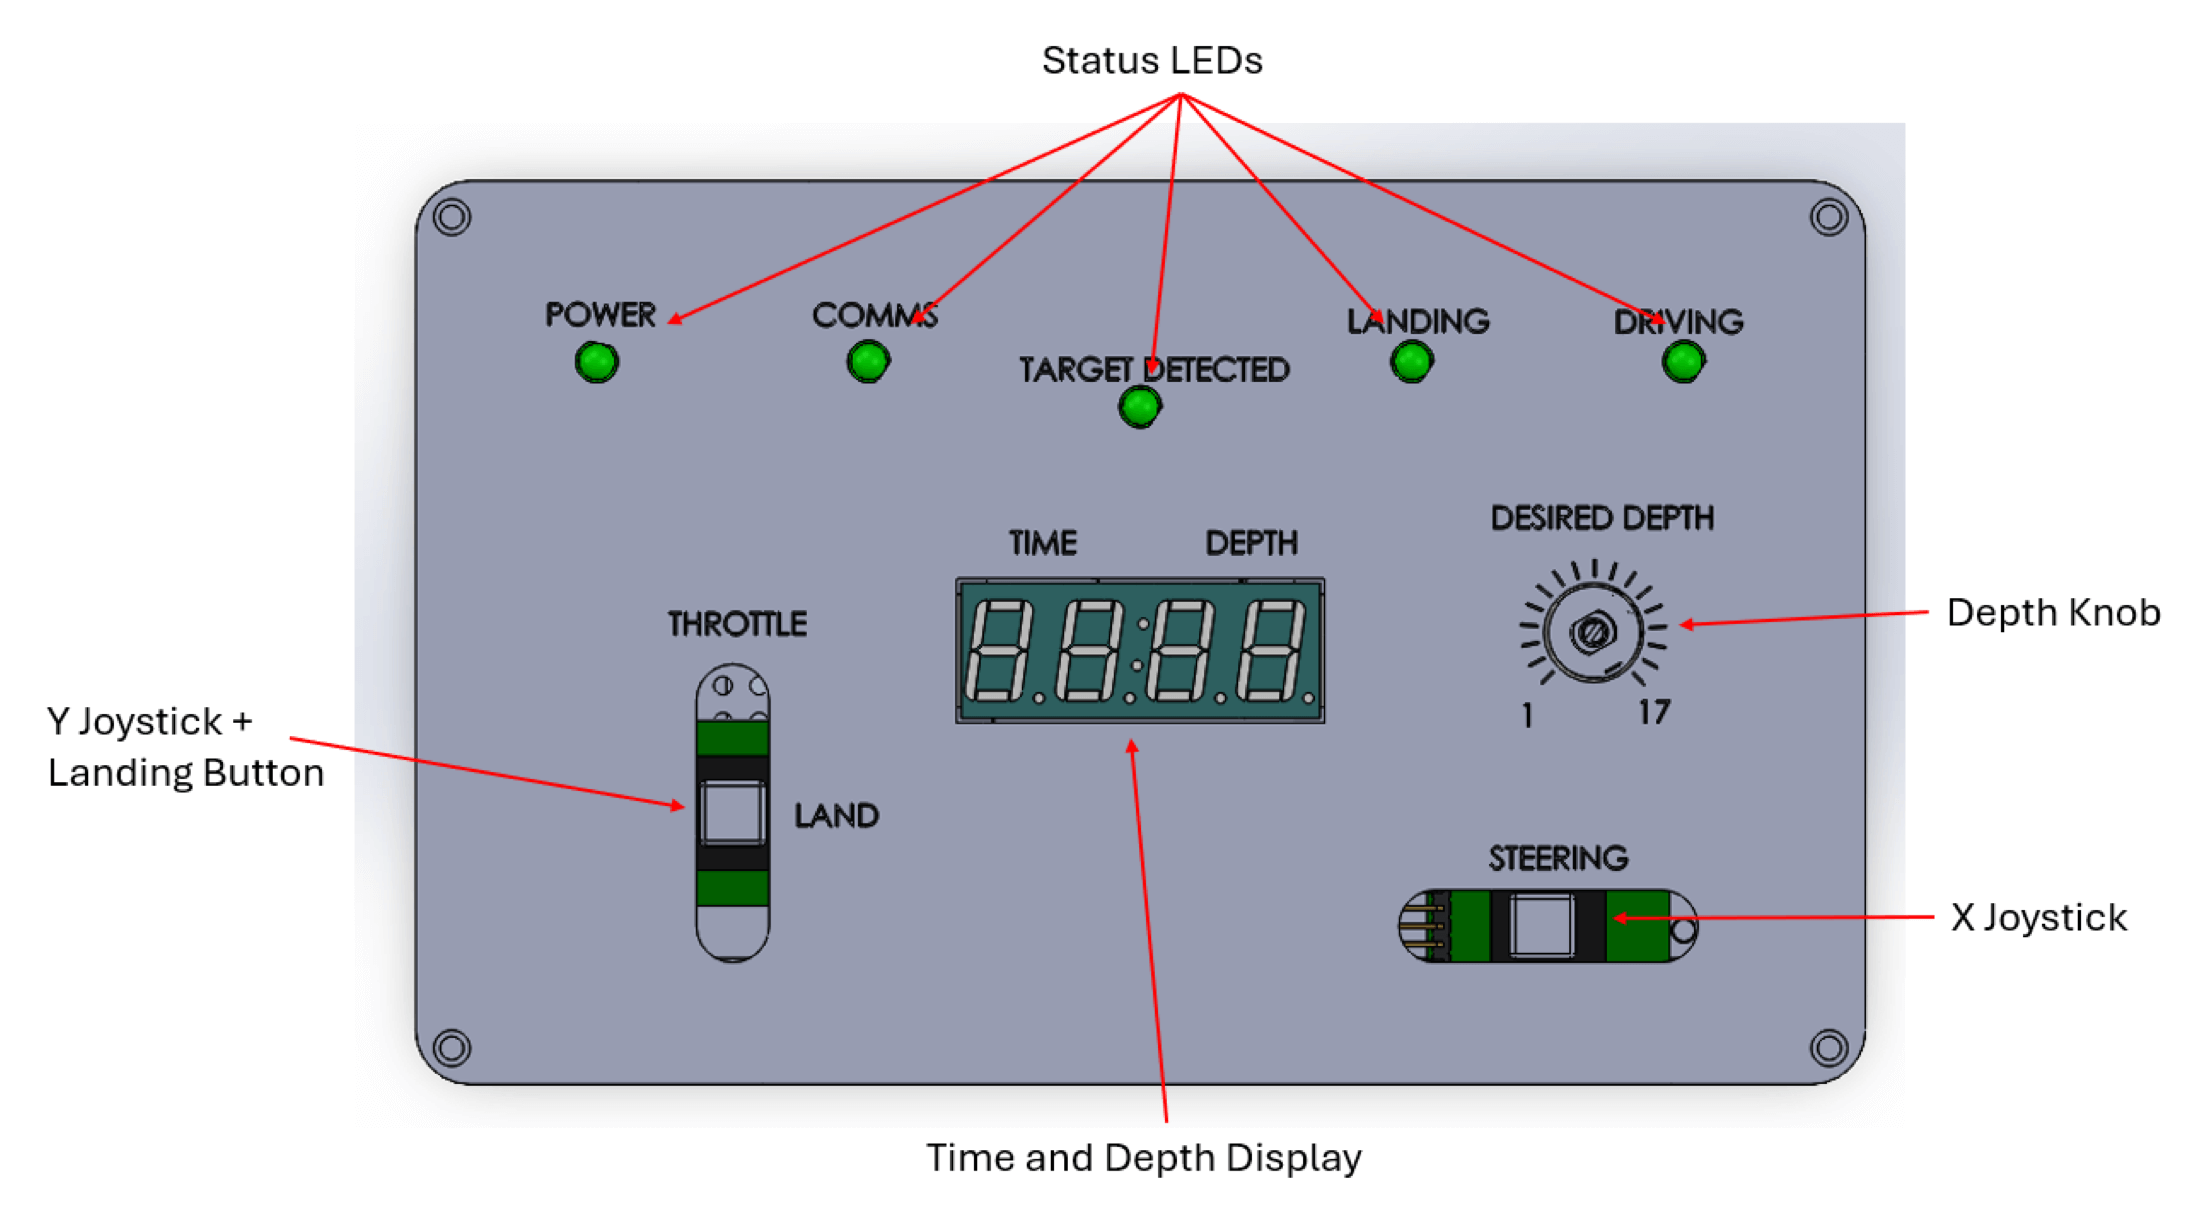 Status LEDs
POWER
COMMS
LANDING
DRIVING
TARGET DETECTED
DESIRED DEPTH
TIME
DEPTH
THROTTLE
Depth Knob
1
17
Y Joystick +
Landing Button
LAND
STEERING
X Joystick
Time and Depth Display